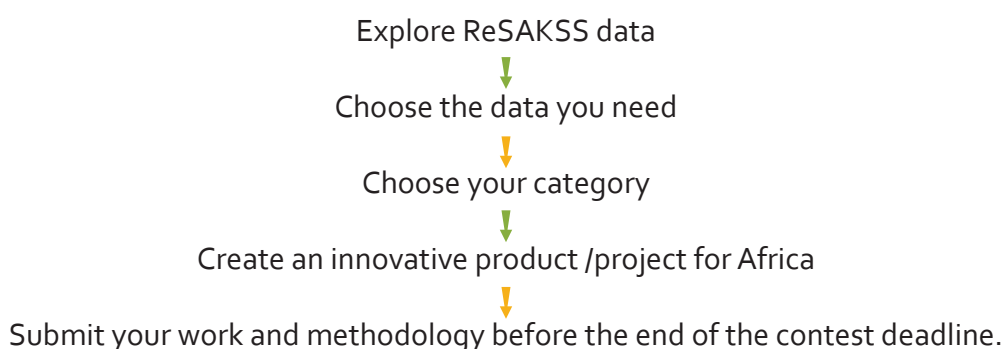 Explore ReSAKSS data
Choose the data you need
Choose your category
Create an innovative product /project for Africa
Submit your work and methodology before the end of the contest deadline.